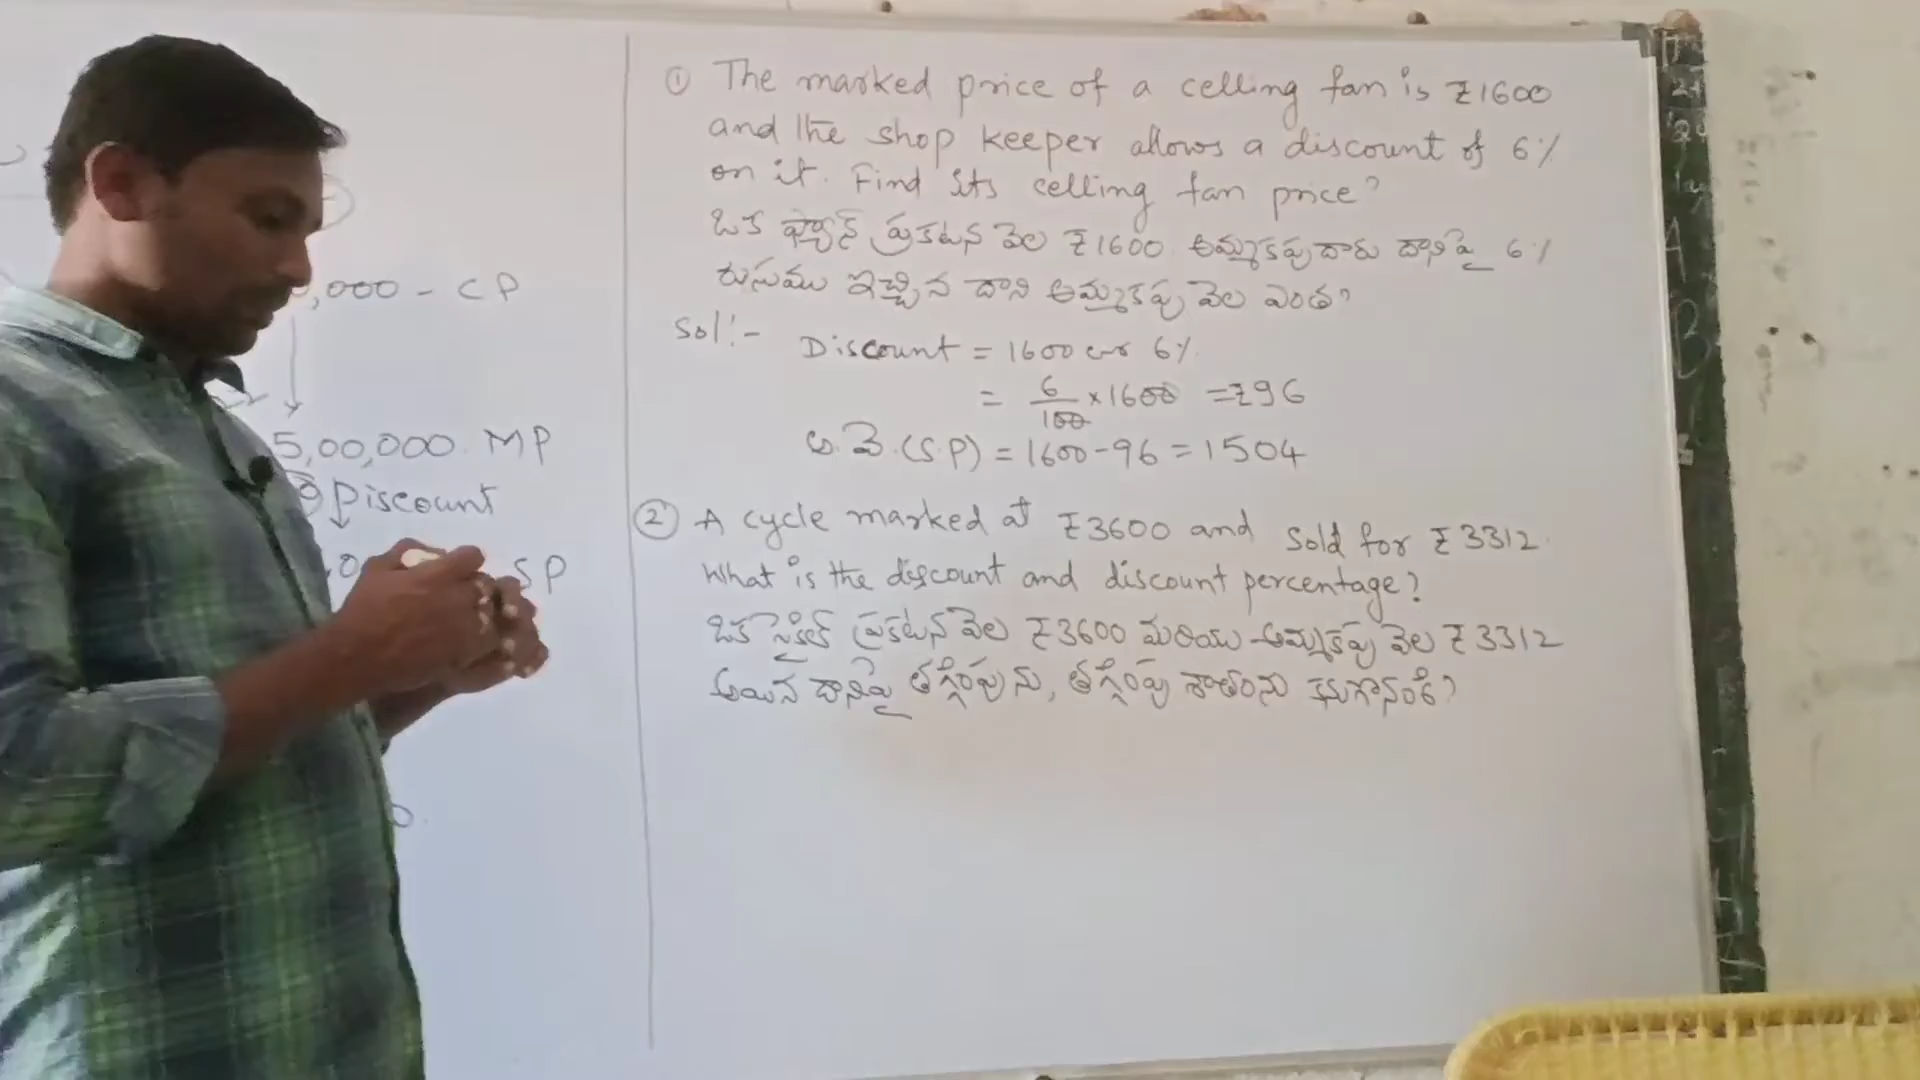 ,000 - CP
5,00,000. MP
Discount
SP
① The marked price of a celling fan is ₹1600
and the shop keeper allows a discount of 6%
on it. Find its celling fan price?
ఒక ఫ్యాన్ ప్రకటన వెల ₹1600. అమ్మకపుదారు దానిపై 6%
రుసుము ఇచ్చిన దాని అమ్మకపు వెల ఎంత?
Sol:-
Discount = 1600 లో 6%
= 6/100 × 1600 = ₹96
అ.వె.(S.P) = 1600-96 = 1504
② A cycle marked at ₹3600 and sold for ₹3312.
What is the discount and discount percentage?
ఒక సైకిల్ ప్రకటన వెల ₹3600 మరియు అమ్మకపు వెల ₹3312
అయిన దానిపై తగ్గింపును, తగ్గింపు శాతంను కనుగొనండి?